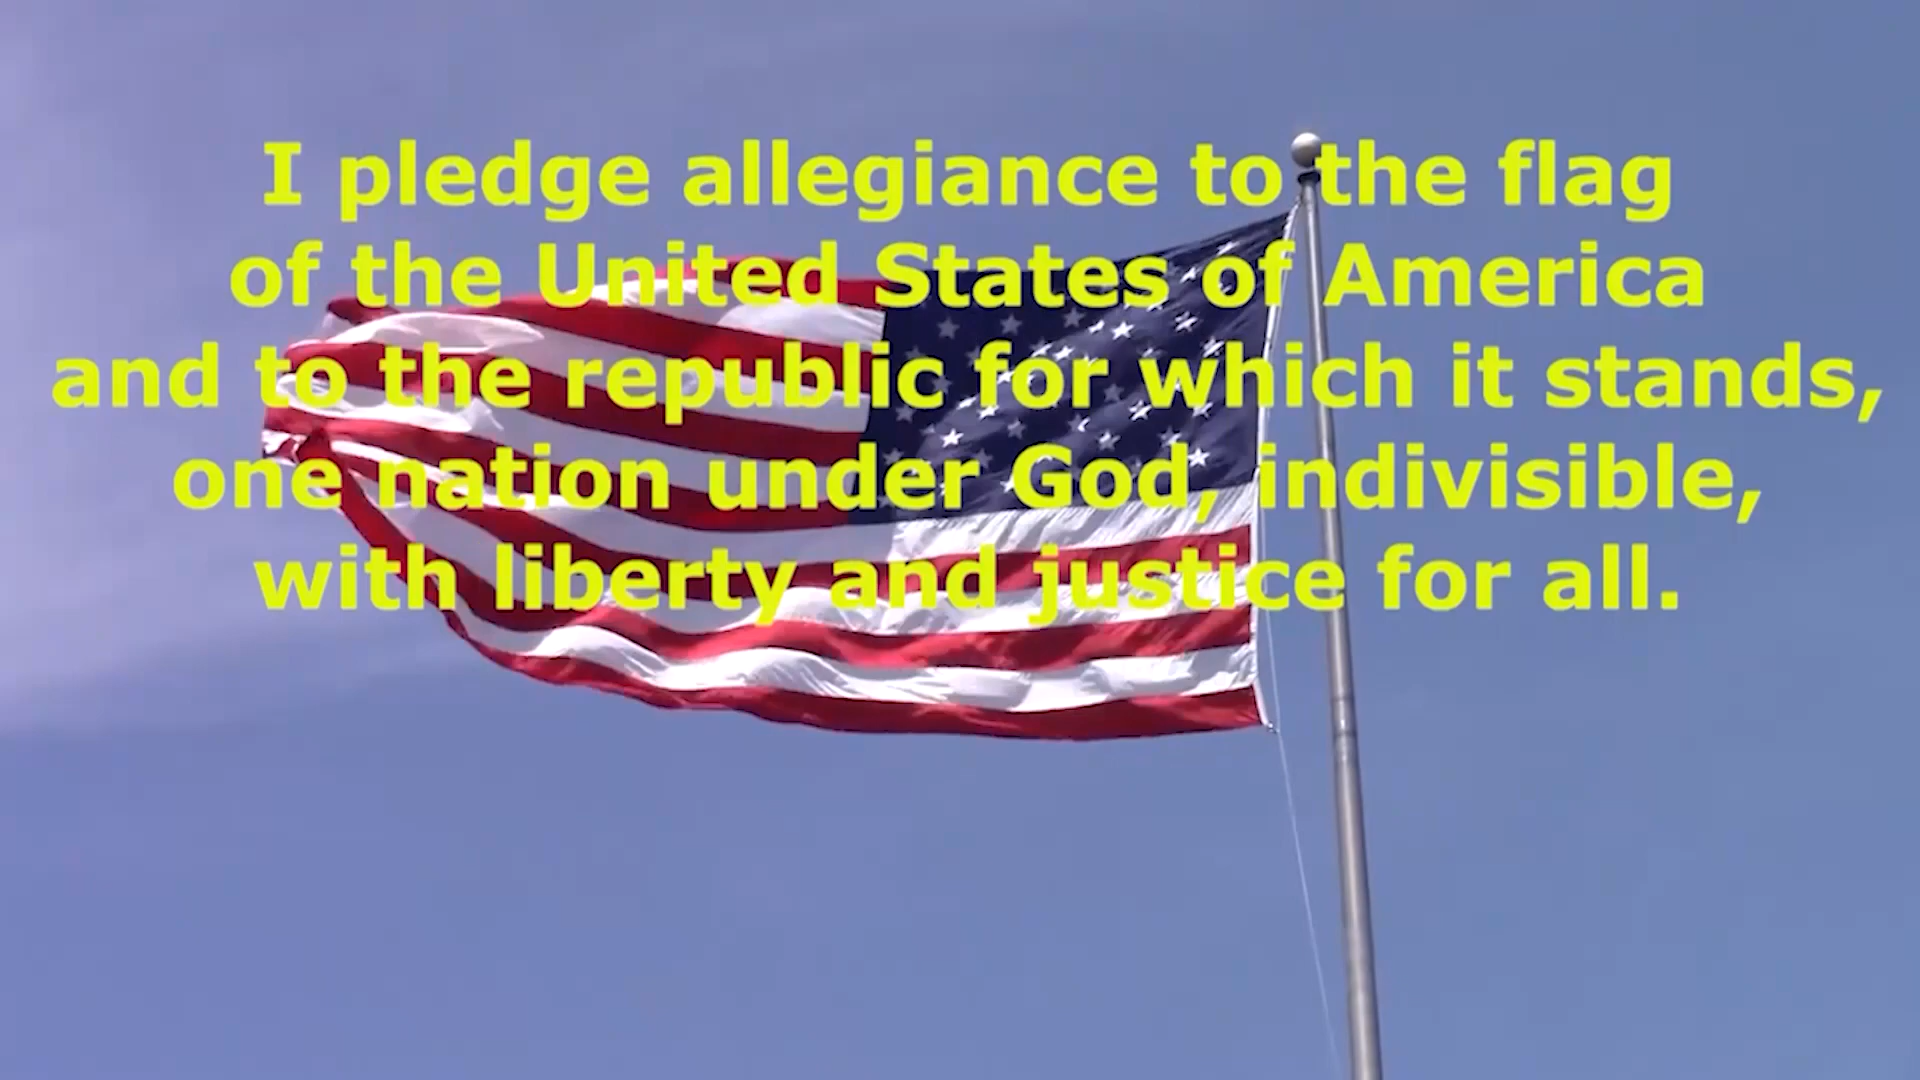 I pledge allegiance to the flag
of the United States of America
and to the republic for which it stands,
one nation under God, indivisible,
with liberty and justice for all.